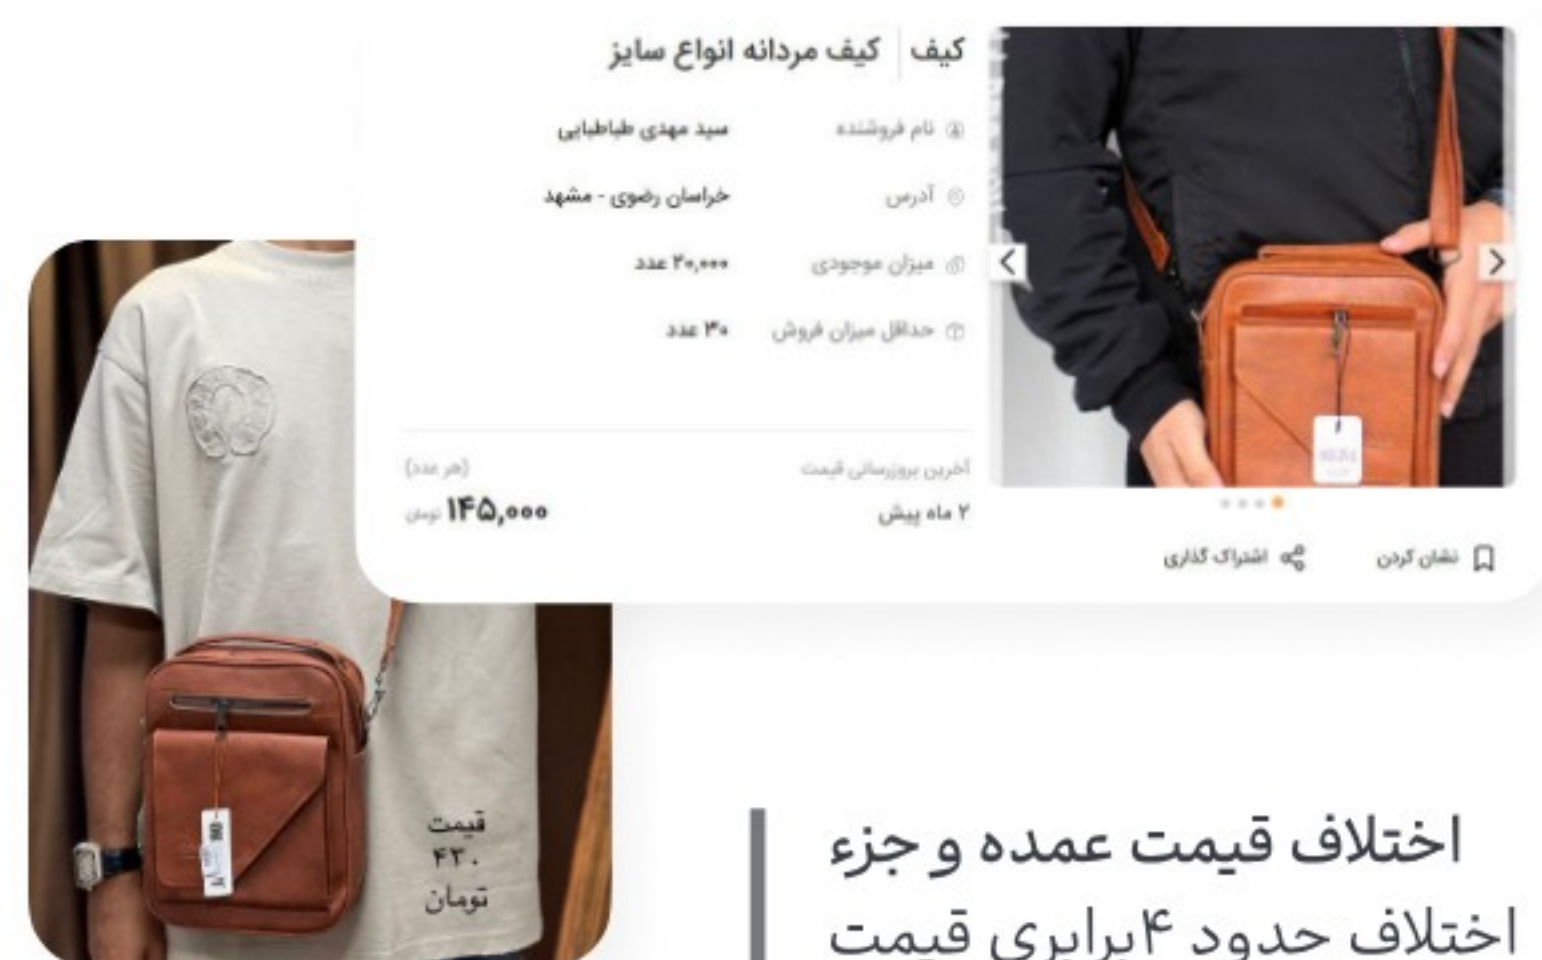 کیف | کیف مردانه انواع سایز
نام فروشنده سید مهدی طباطبایی
آدرس خراسان رضوی - مشهد
میزان موجودی ۲۰,۰۰۰ عدد
حداقل میزان فروش ۳۰ عدد
آخرین بروزرسانی قیمت (هر عدد)
۲ ماه پیش ۱۴۵,۰۰۰ تومان
نشان کردن اشتراک گذاری
قیمت
۴۳۰
تومان
اختلاف قیمت عمده و جزء
اختلاف حدود ۴برابری قیمت